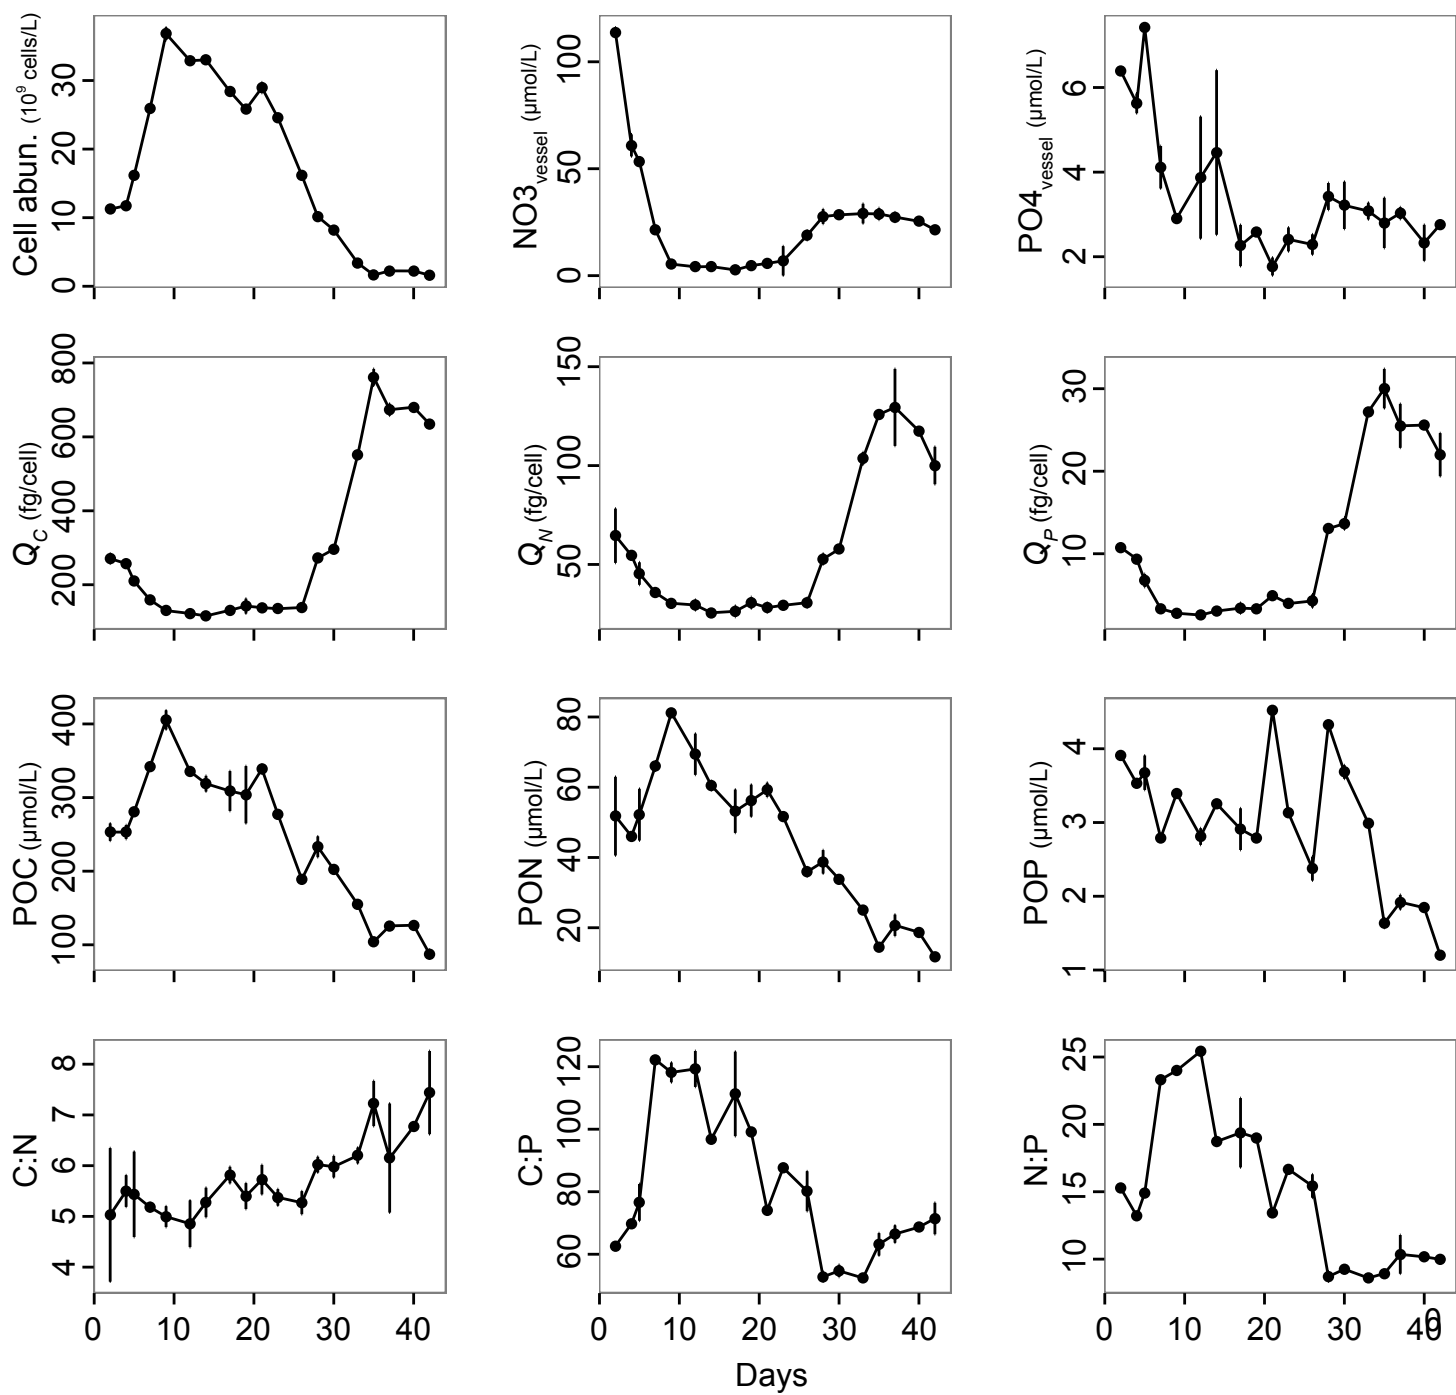 Cell abun. (10⁹ cells/L)
0 10 20 30
NO3vessel (µmol/L)
0 50 100
PO4vessel (µmol/L)
2 4 6
QC (fg/cell)
200 400 600 800
QN (fg/cell)
50 100 150
QP (fg/cell)
10 20 30
POC (µmol/L)
100 200 300 400
PON (µmol/L)
20 40 60 80
POP (µmol/L)
1 2 3 4
C:N
4 5 6 7 8
C:P
60 80 100 120
N:P
10 15 20 25
0 10 20 30 40
0 10 20 30 40
0 10 20 30 40
0
Days